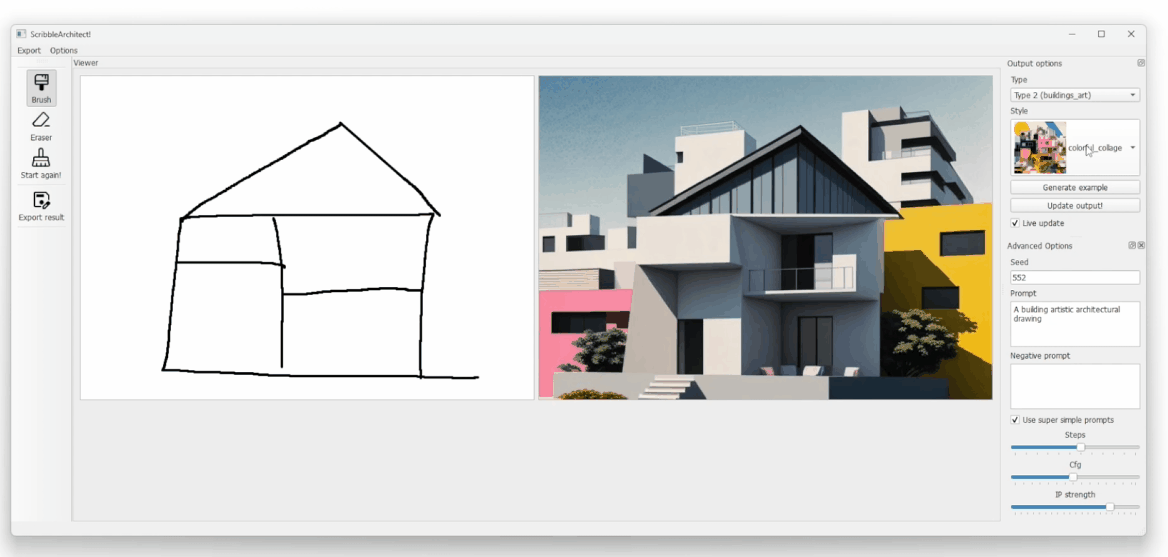 ScribbleArchitect!
Export Options
Viewer
Brush
Eraser
Start again!
Export result
Output options
Type
Type 2 (buildings_art)
Style
colorful_collage
Generate example
Update output!
Live update
Advanced Options
Seed
552
Prompt
A building artistic architectural
drawing
Negative prompt
Use super simple prompts
Steps
Cfg
IP strength